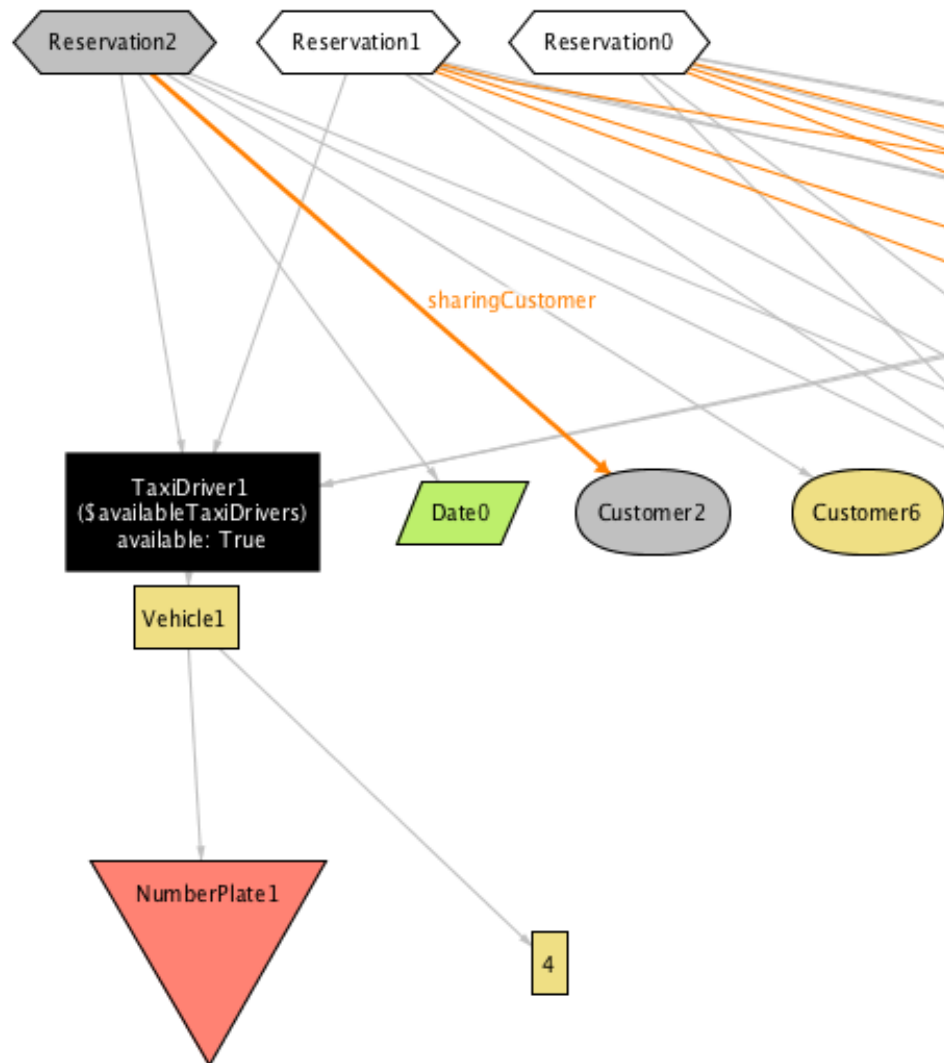 Reservation2
Reservation1
Reservation0
sharingCustomer
TaxiDriver1
($availableTaxiDrivers)
available: True
Date0
Customer2
Customer6
Vehicle1
NumberPlate1
4